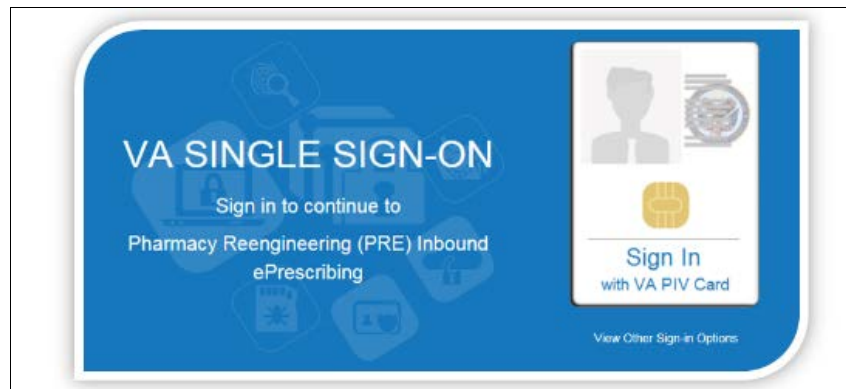 VA SINGLE SIGN-ON
Sign in to continue to
Pharmacy Reengineering (PRE) Inbound
ePrescribing
Sign In
with VA PIV Card
View Other Sign-in Options